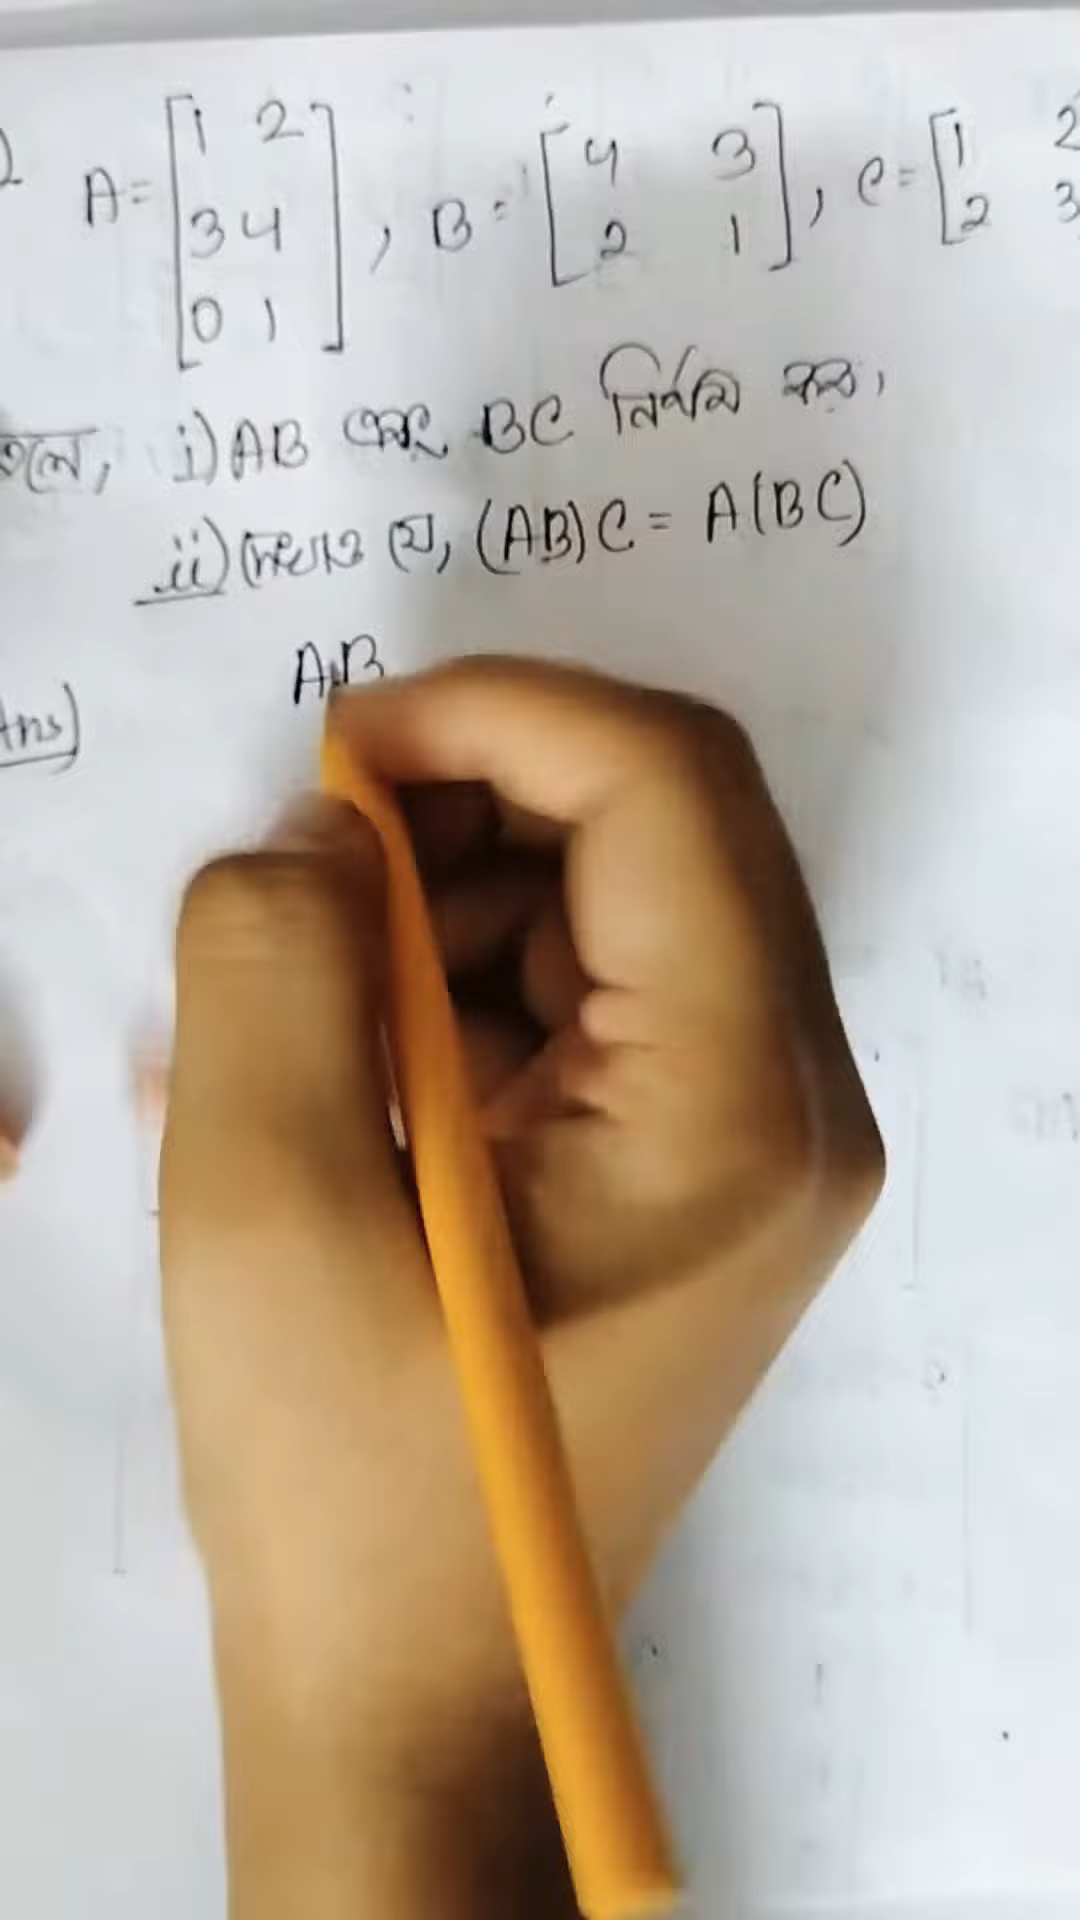 A = [1 2 3 4 0 1], B = [4 3 2 1], C = [1 2 2 3
হলে, i) AB এবং BC নির্ণয় কর,
ii) দেখাও যে, (AB)C = A(BC)
Ans) AB